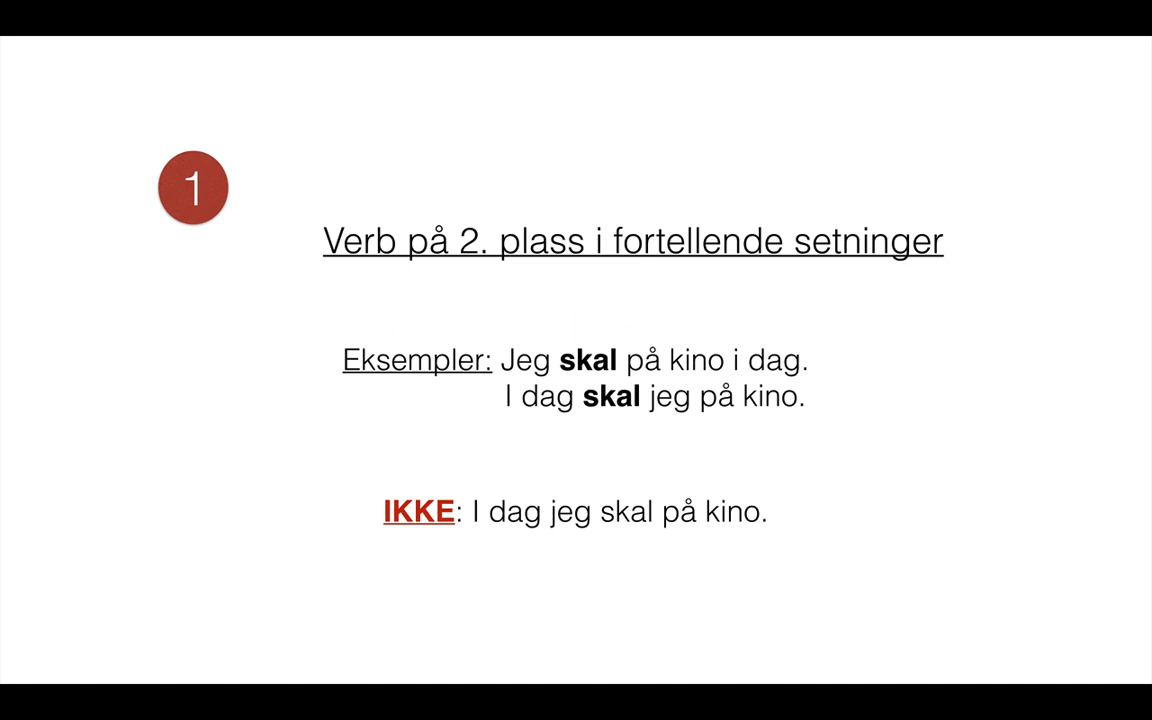 1
Verb på 2. plass i fortellende setninger
Eksempler: Jeg skal på kino i dag.
I dag skal jeg på kino.
IKKE: I dag jeg skal på kino.